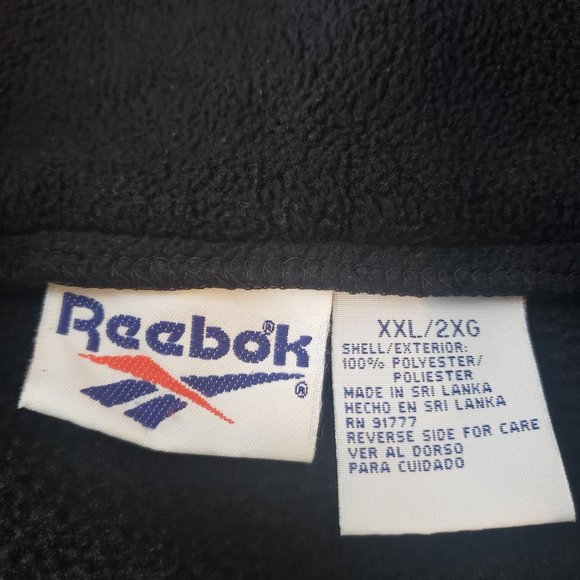 Reebok®
®
XXL/2XG
SHELL/EXTERIOR:
100% POLYESTER/
POLIESTER
MADE IN SRI LANKA
HECHO EN SRI LANKA
RN 91777
REVERSE SIDE FOR CARE
VER AL DORSO
PARA CUIDADO